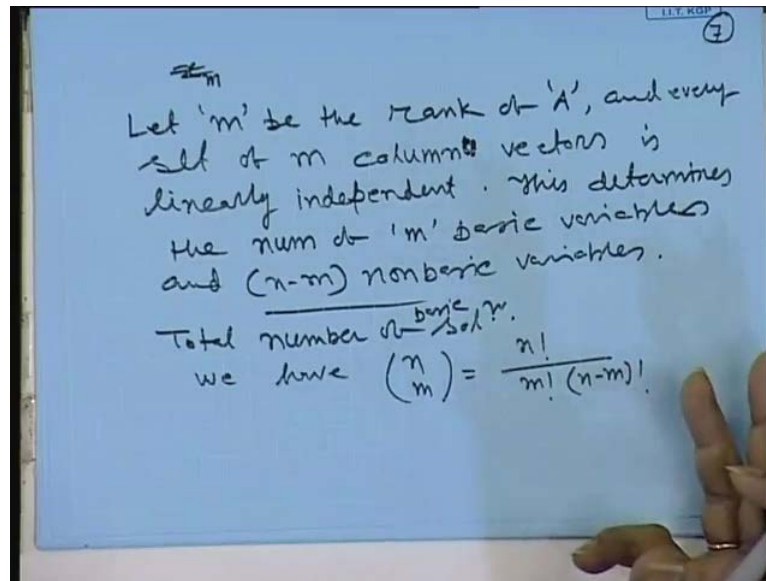 I.I.T. KGP
7
Let 'm' be the rank of 'A', and every
set of m column vectors is
linearly independent. This determines
the num of 'm' basic variables
and (n-m) nonbasic variables.
Total number of basic solⁿ.
we have (n m) = n! / m! (n-m)!